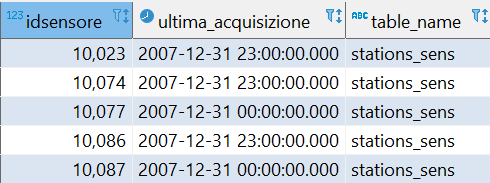 idsensore ultima_acquisizione ABC table_name
10,023 2007-12-31 23:00:00.000 stations_sens
10,074 2007-12-31 23:00:00.000 stations_sens
10,077 2007-12-31 00:00:00.000 stations_sens
10,086 2007-12-31 23:00:00.000 stations_sens
10,087 2007-12-31 00:00:00.000 stations_sens